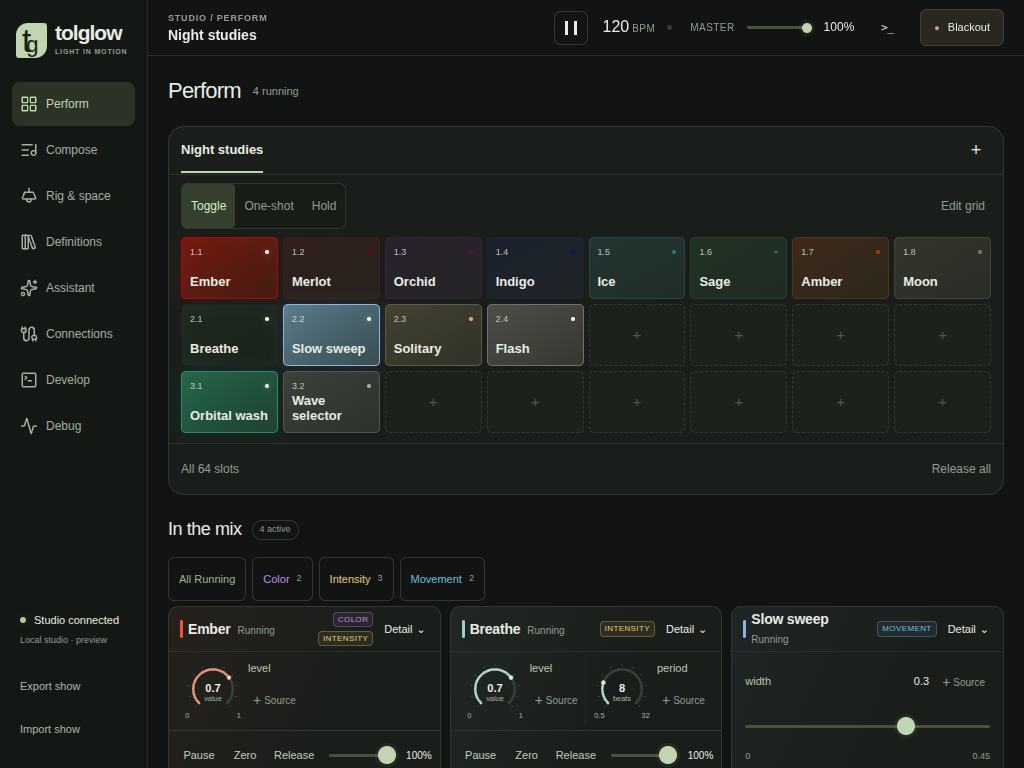 tg
tolglow
LIGHT IN MOTION
STUDIO / PERFORM
Night studies
120 BPM
MASTER
100%
>_
Blackout
Perform
Compose
Rig & space
Definitions
Assistant
Connections
Develop
Debug
Studio connected
Local studio · preview
Export show
Import show
Perform
4 running
Night studies
+
Toggle
One-shot
Hold
Edit grid
1.1
1.2
1.3
1.4
1.5
1.6
1.7
1.8
Ember
Merlot
Orchid
Indigo
Ice
Sage
Amber
Moon
2.1
2.2
2.3
2.4
Breathe
Slow sweep
Solitary
Flash
+ + + +
3.1
3.2
Orbital wash
Wave
selector
+ + + + + +
All 64 slots
Release all
In the mix
4 active
All Running
Color 2
Intensity 3
Movement 2
Ember Running
COLOR
INTENSITY
Detail
level
0.7
value
+ Source
0 1
Pause
Zero
Release
100%
Breathe Running
INTENSITY
Detail
level
0.7
value
+ Source
0 1
period
8
beats
+ Source
0.5 32
Pause
Zero
Release
100%
Slow sweep
Running
MOVEMENT
Detail
width
0.3
+ Source
0 0.45